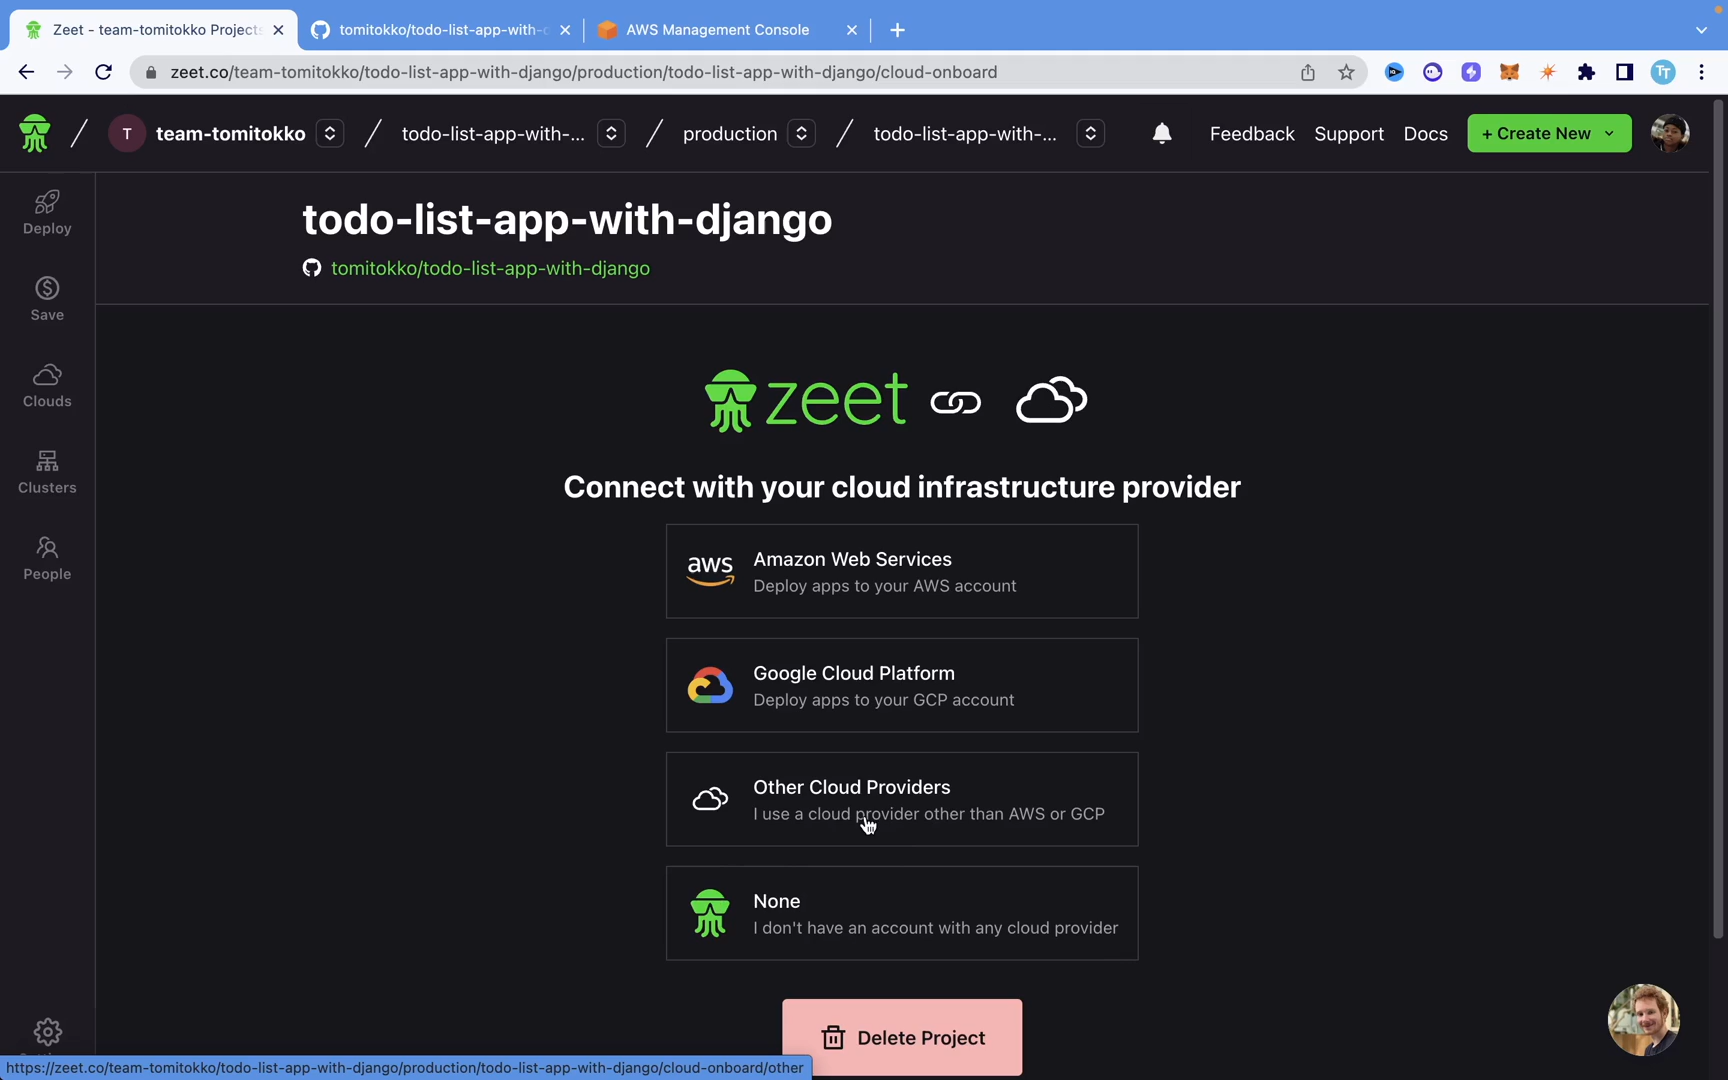 Zeet - team-tomitokko Projects
tomitokko/todo-list-app-with-
AWS Management Console
zeet.co/team-tomitokko/todo-list-app-with-django/production/todo-list-app-with-django/cloud-onboard
TT
T
team-tomitokko
todo-list-app-with-...
production
todo-list-app-with-...
Feedback
Support
Docs
+ Create New
Deploy
Save
Clouds
Clusters
People
todo-list-app-with-django
tomitokko/todo-list-app-with-django
zeet
Connect with your cloud infrastructure provider
aws
Amazon Web Services
Deploy apps to your AWS account
Google Cloud Platform
Deploy apps to your GCP account
Other Cloud Providers
I use a cloud provider other than AWS or GCP
None
I don't have an account with any cloud provider
Delete Project
https://zeet.co/team-tomitokko/todo-list-app-with-django/production/todo-list-app-with-django/cloud-onboard/other